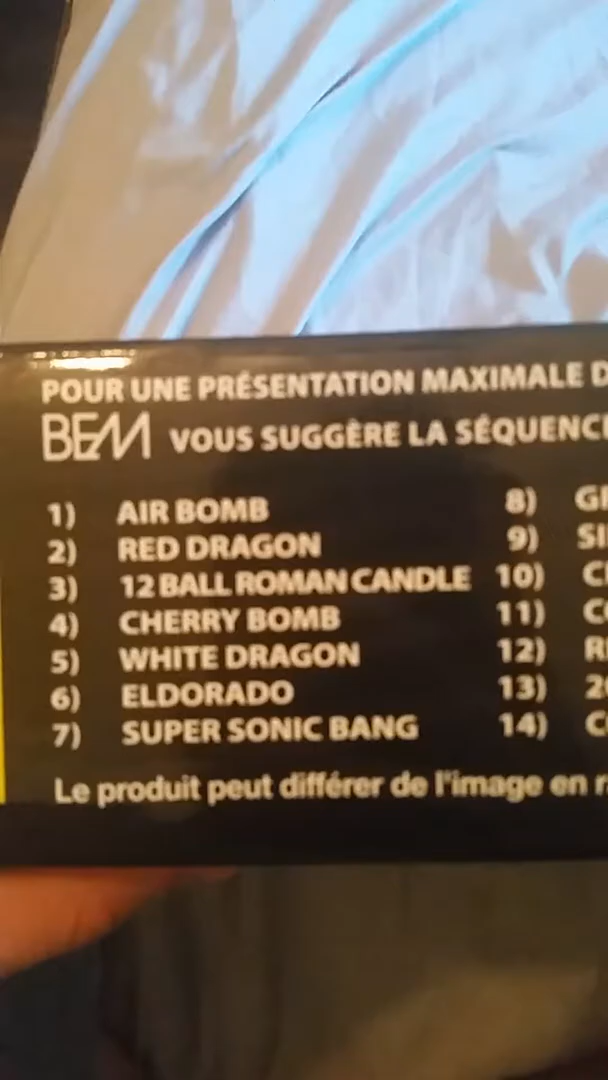 POUR UNE PRÉSENTATION MAXIMALE D
BEM VOUS SUGGÈRE LA SÉQUENC
1) AIR BOMB
2) RED DRAGON
3) 12 BALL ROMAN CANDLE
4) CHERRY BOMB
5) WHITE DRAGON
6) ELDORADO
7) SUPER SONIC BANG
8)
9)
10)
11)
12)
13)
14)
Le produit peut différer de l'image en